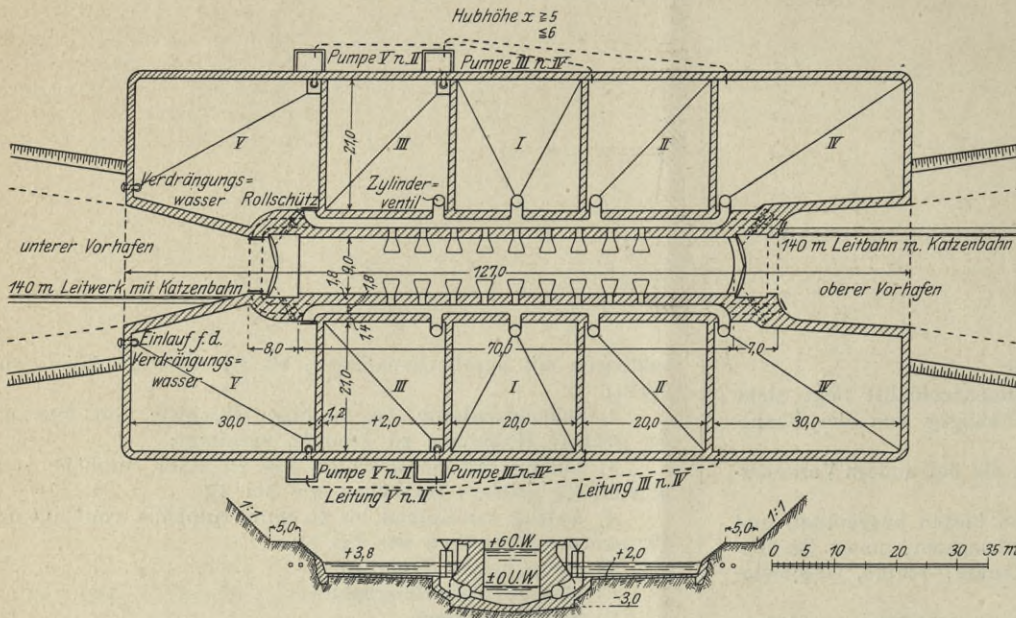 Hubhöhe x ≧ 5
≦ 6
Pumpe V n. II
Pumpe III n. IV
V
21,0
III
I
II
IV
Verdrängungs=
wasser
Rollschütz
Zylinder=
ventil
unterer Vorhafen
140 m Leitbahn m. Katzenbahn
1,8
9,0
1,8
127,0
140 m Leitwerk mit Katzenbahn
oberer Vorhafen
1,4
Einlauf f. d.
Verdrängungs=
wasser
8,0
70,0
7,0
V
21,0
III
I
II
IV
30,0
1,2
+2,0
20,0
20,0
30,0
Pumpe V n. II
Pumpe III n. IV
Leitung V n. II
Leitung III n. IV
1:1
5,0
+3,8
+6 O.W.
±0 U.W.
+2,0
-3,0
5,0
1:1
0 5 10 20 30 35 m